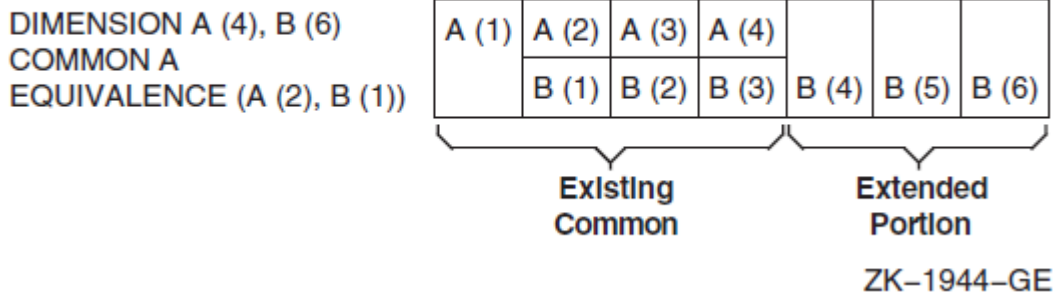 DIMENSION A (4), B (6)
COMMON A
EQUIVALENCE (A (2), B (1))
A (1) A (2) A (3) A (4)
B (1) B (2) B (3) B (4) B (5) B (6)
Existing Common
Extended Portion
ZK–1944–GE